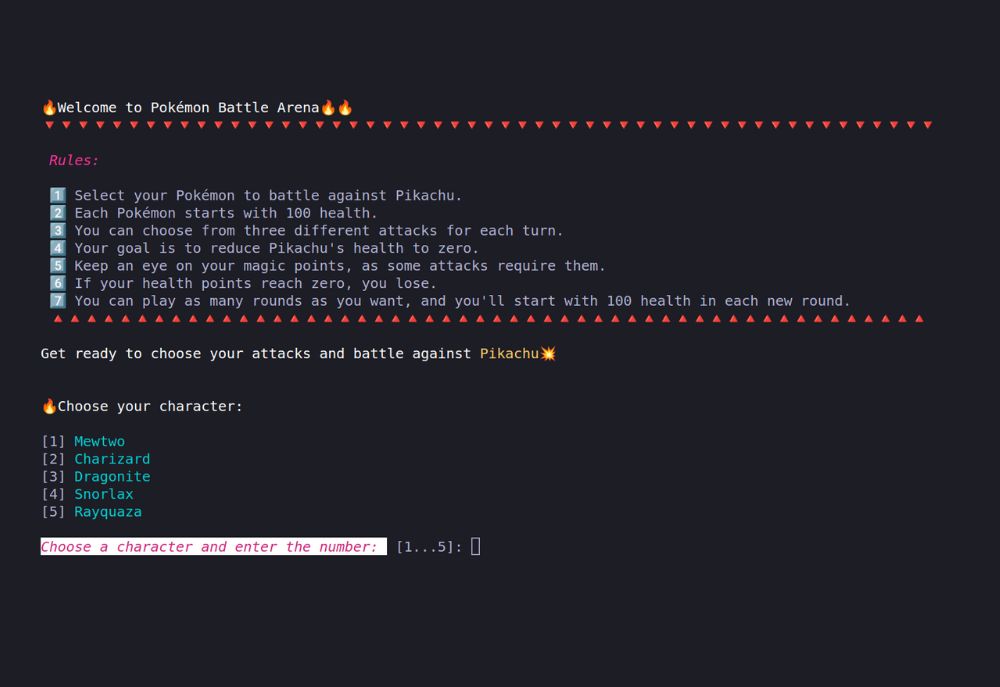 🔥Welcome to Pokémon Battle Arena🔥🔥
Rules:
1️⃣ Select your Pokémon to battle against Pikachu.
2️⃣ Each Pokémon starts with 100 health.
3️⃣ You can choose from three different attacks for each turn.
4️⃣ Your goal is to reduce Pikachu's health to zero.
5️⃣ Keep an eye on your magic points, as some attacks require them.
6️⃣ If your health points reach zero, you lose.
7️⃣ You can play as many rounds as you want, and you'll start with 100 health in each new round.
Get ready to choose your attacks and battle against Pikachu💥
🔥Choose your character:
[1] Mewtwo
[2] Charizard
[3] Dragonite
[4] Snorlax
[5] Rayquaza
Choose a character and enter the number: [1...5]: